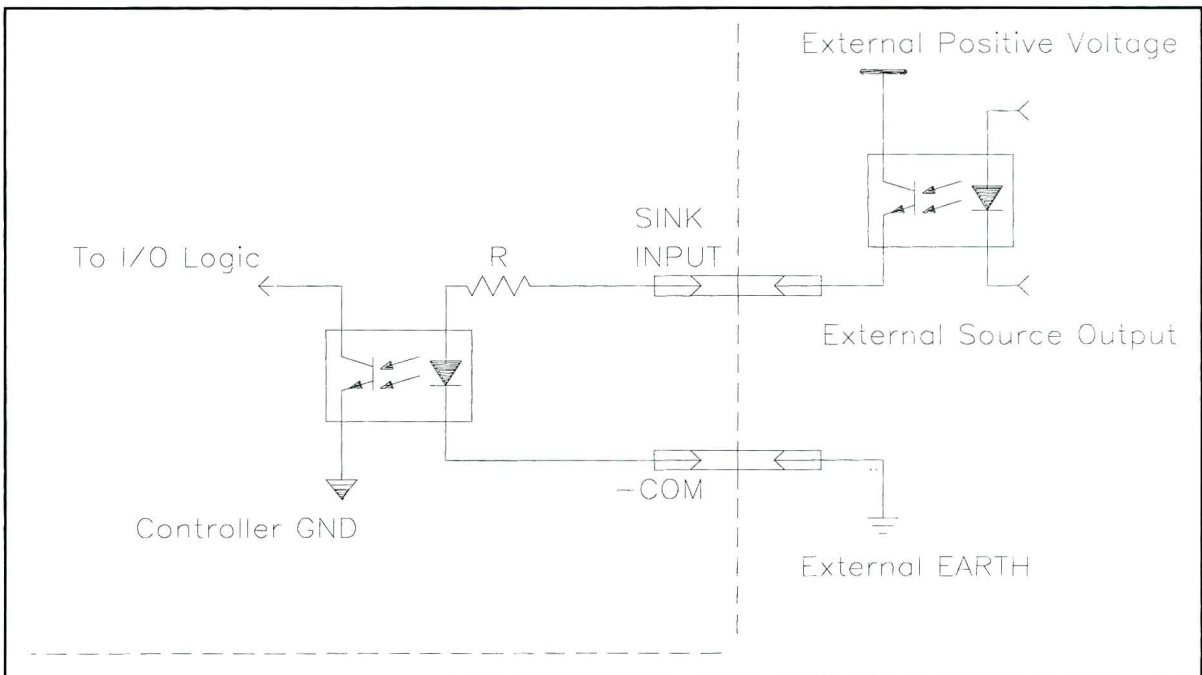 External Positive Voltage
SINK
INPUT
R
To I/O Logic
External Source Output
-COM
Controller GND
External EARTH